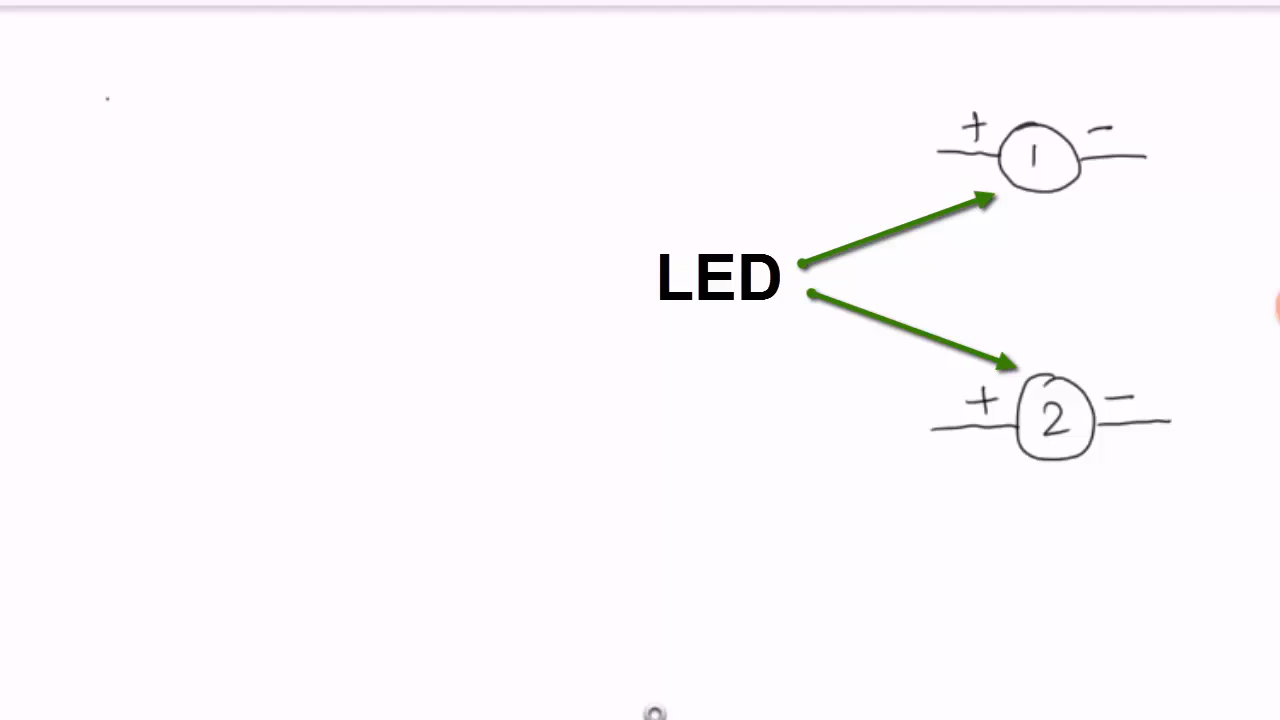 + 1 −
LED
+ 2 −